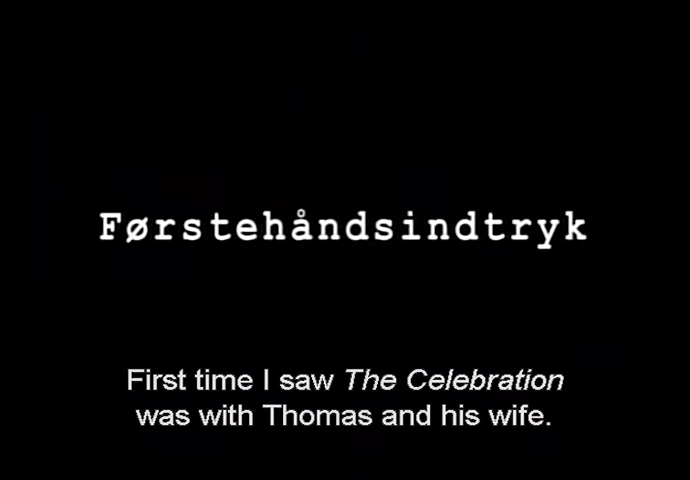 Førstehåndsindtryk
First time I saw The Celebration
was with Thomas and his wife.